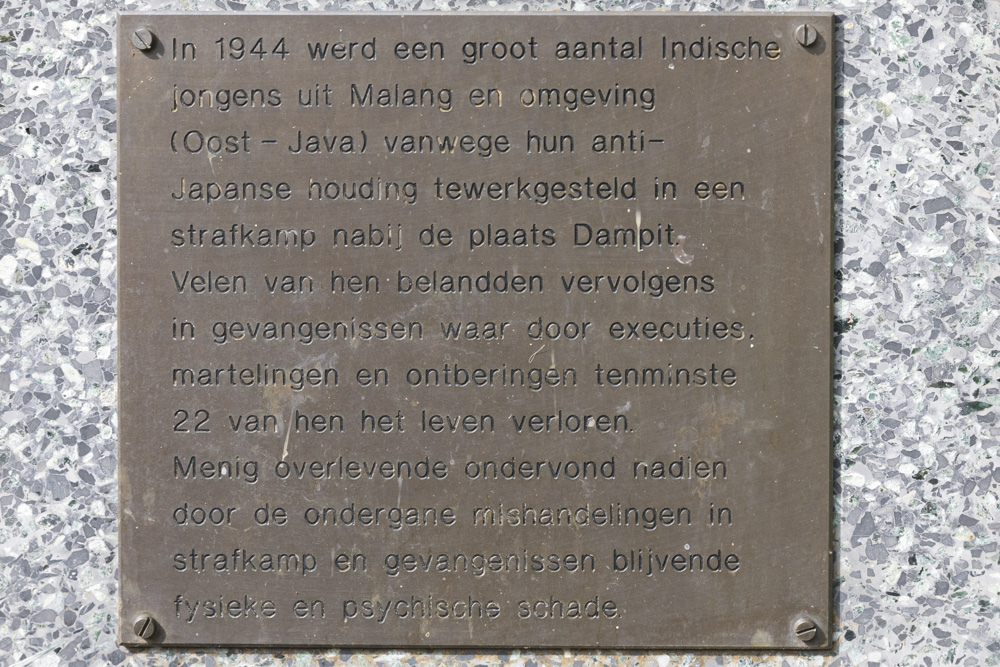 In 1944 werd een groot aantal Indische
jongens uit Malang en omgeving
(Oost – Java) vanwege hun anti–
Japanse houding tewerkgesteld in een
strafkamp nabij de plaats Dampit.
Velen van hen belandden vervolgens
in gevangenissen waar door executies,
martelingen en ontberingen tenminste
22 van hen het leven verloren.
Menig overlevende ondervond nadien
door de ondergane mishandelingen in
strafkamp en gevangenissen blijvende
fysieke en psychische schade.